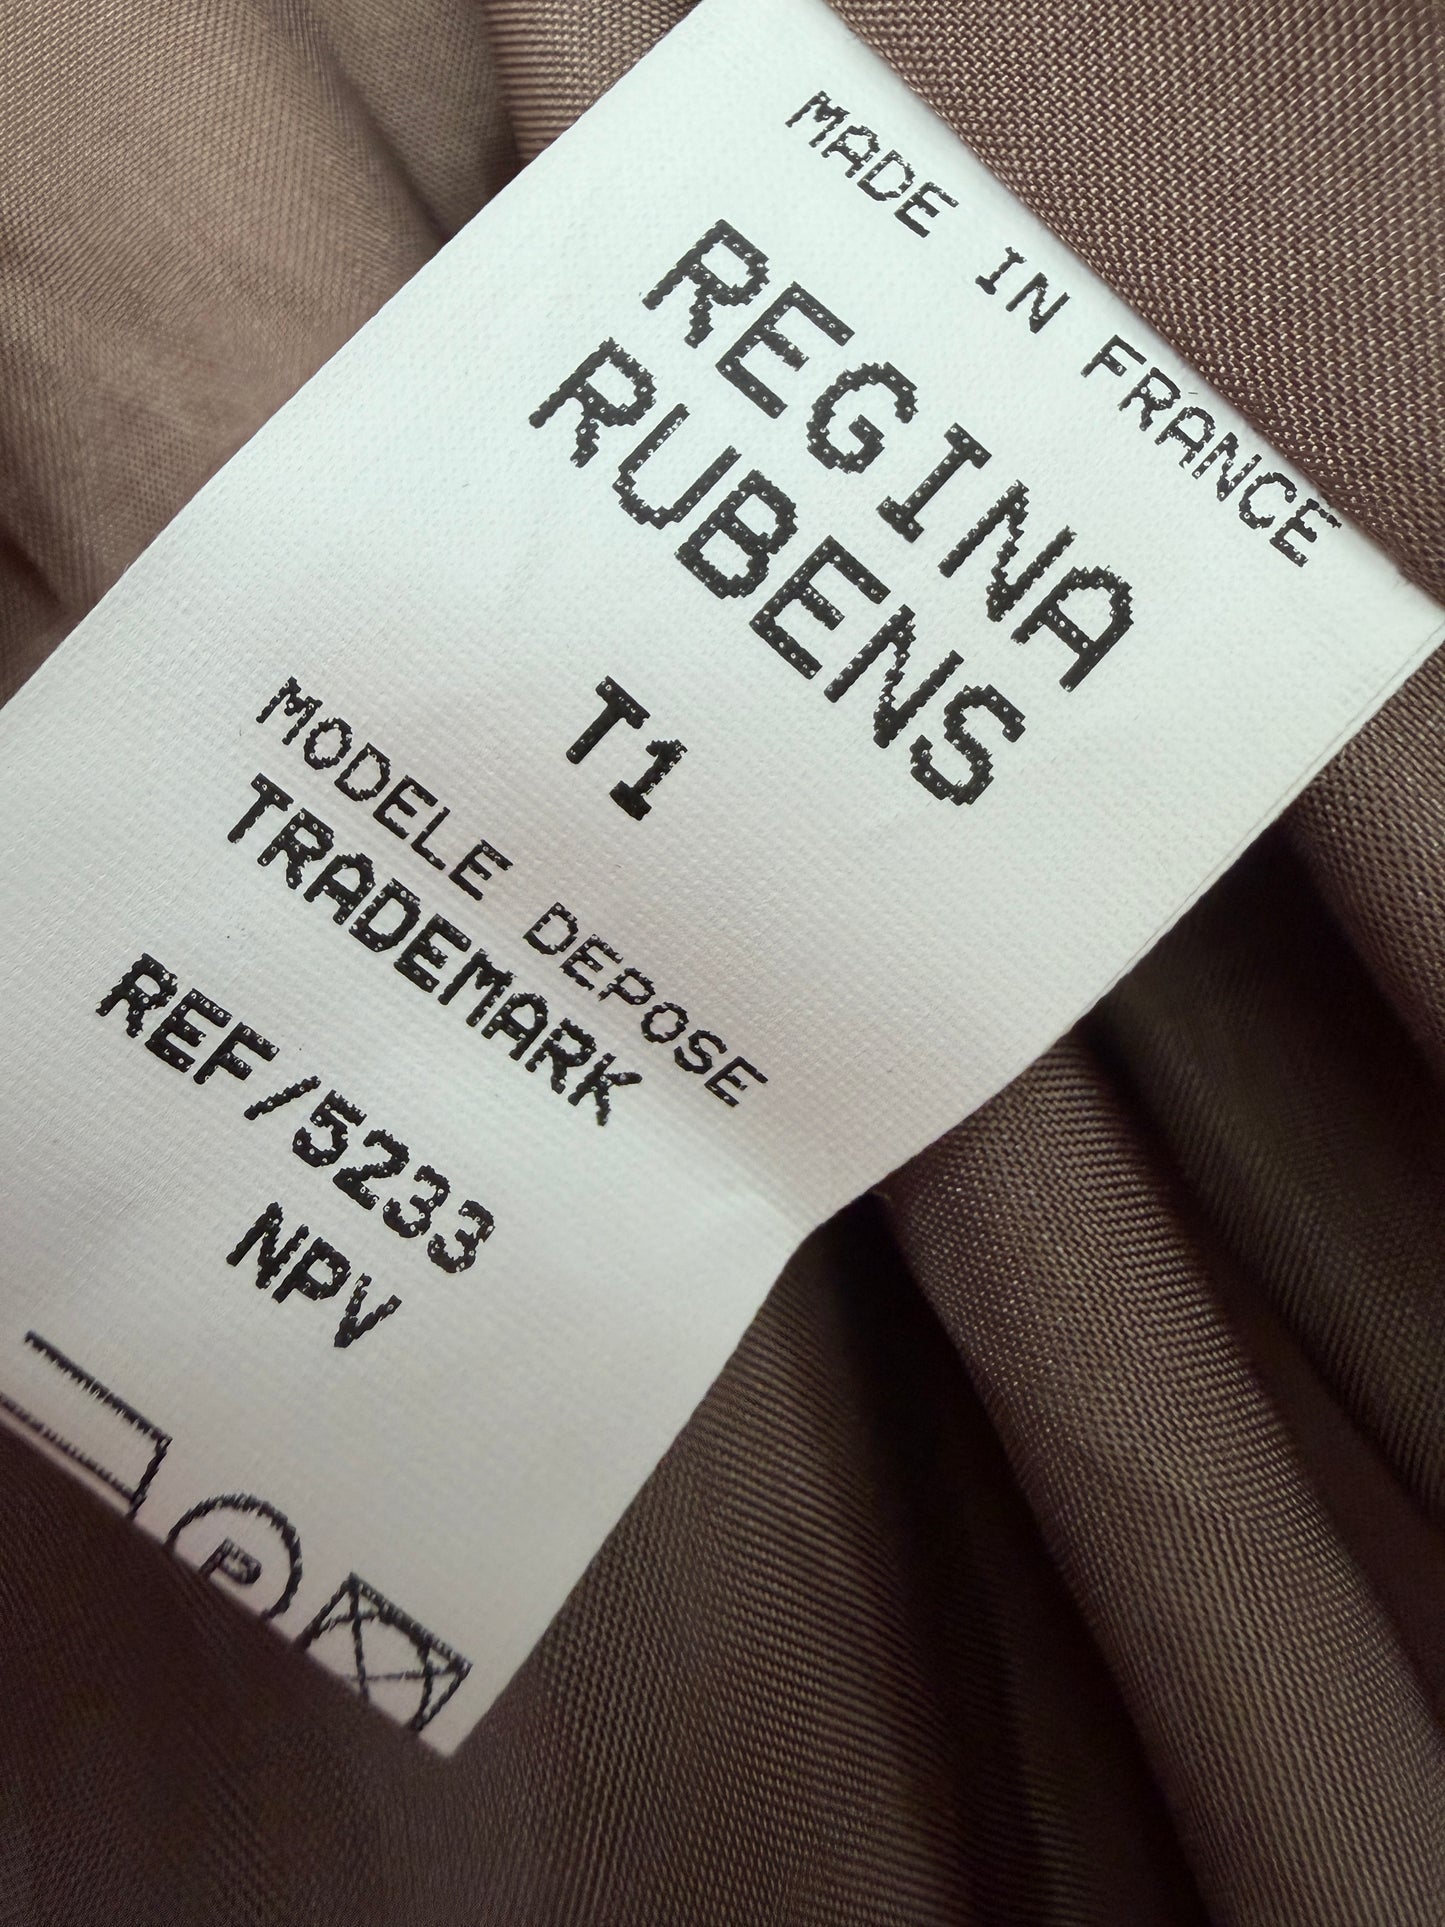 MADE IN FRANCE
REGINA
RUBENS
T1
MODELE DEPOSE
TRADEMARK
REF/5233
NPV
P